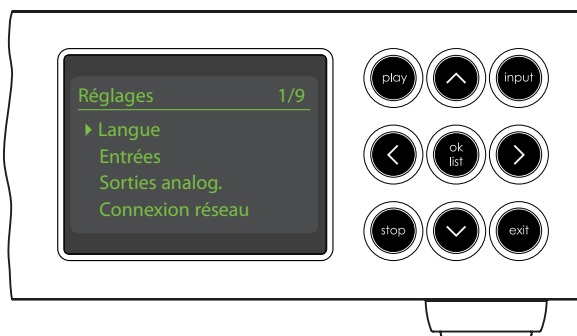 Réglages 1/9
Langue
Entrées
Sorties analog.
Connexion réseau
play
input
ok
list
stop
exit